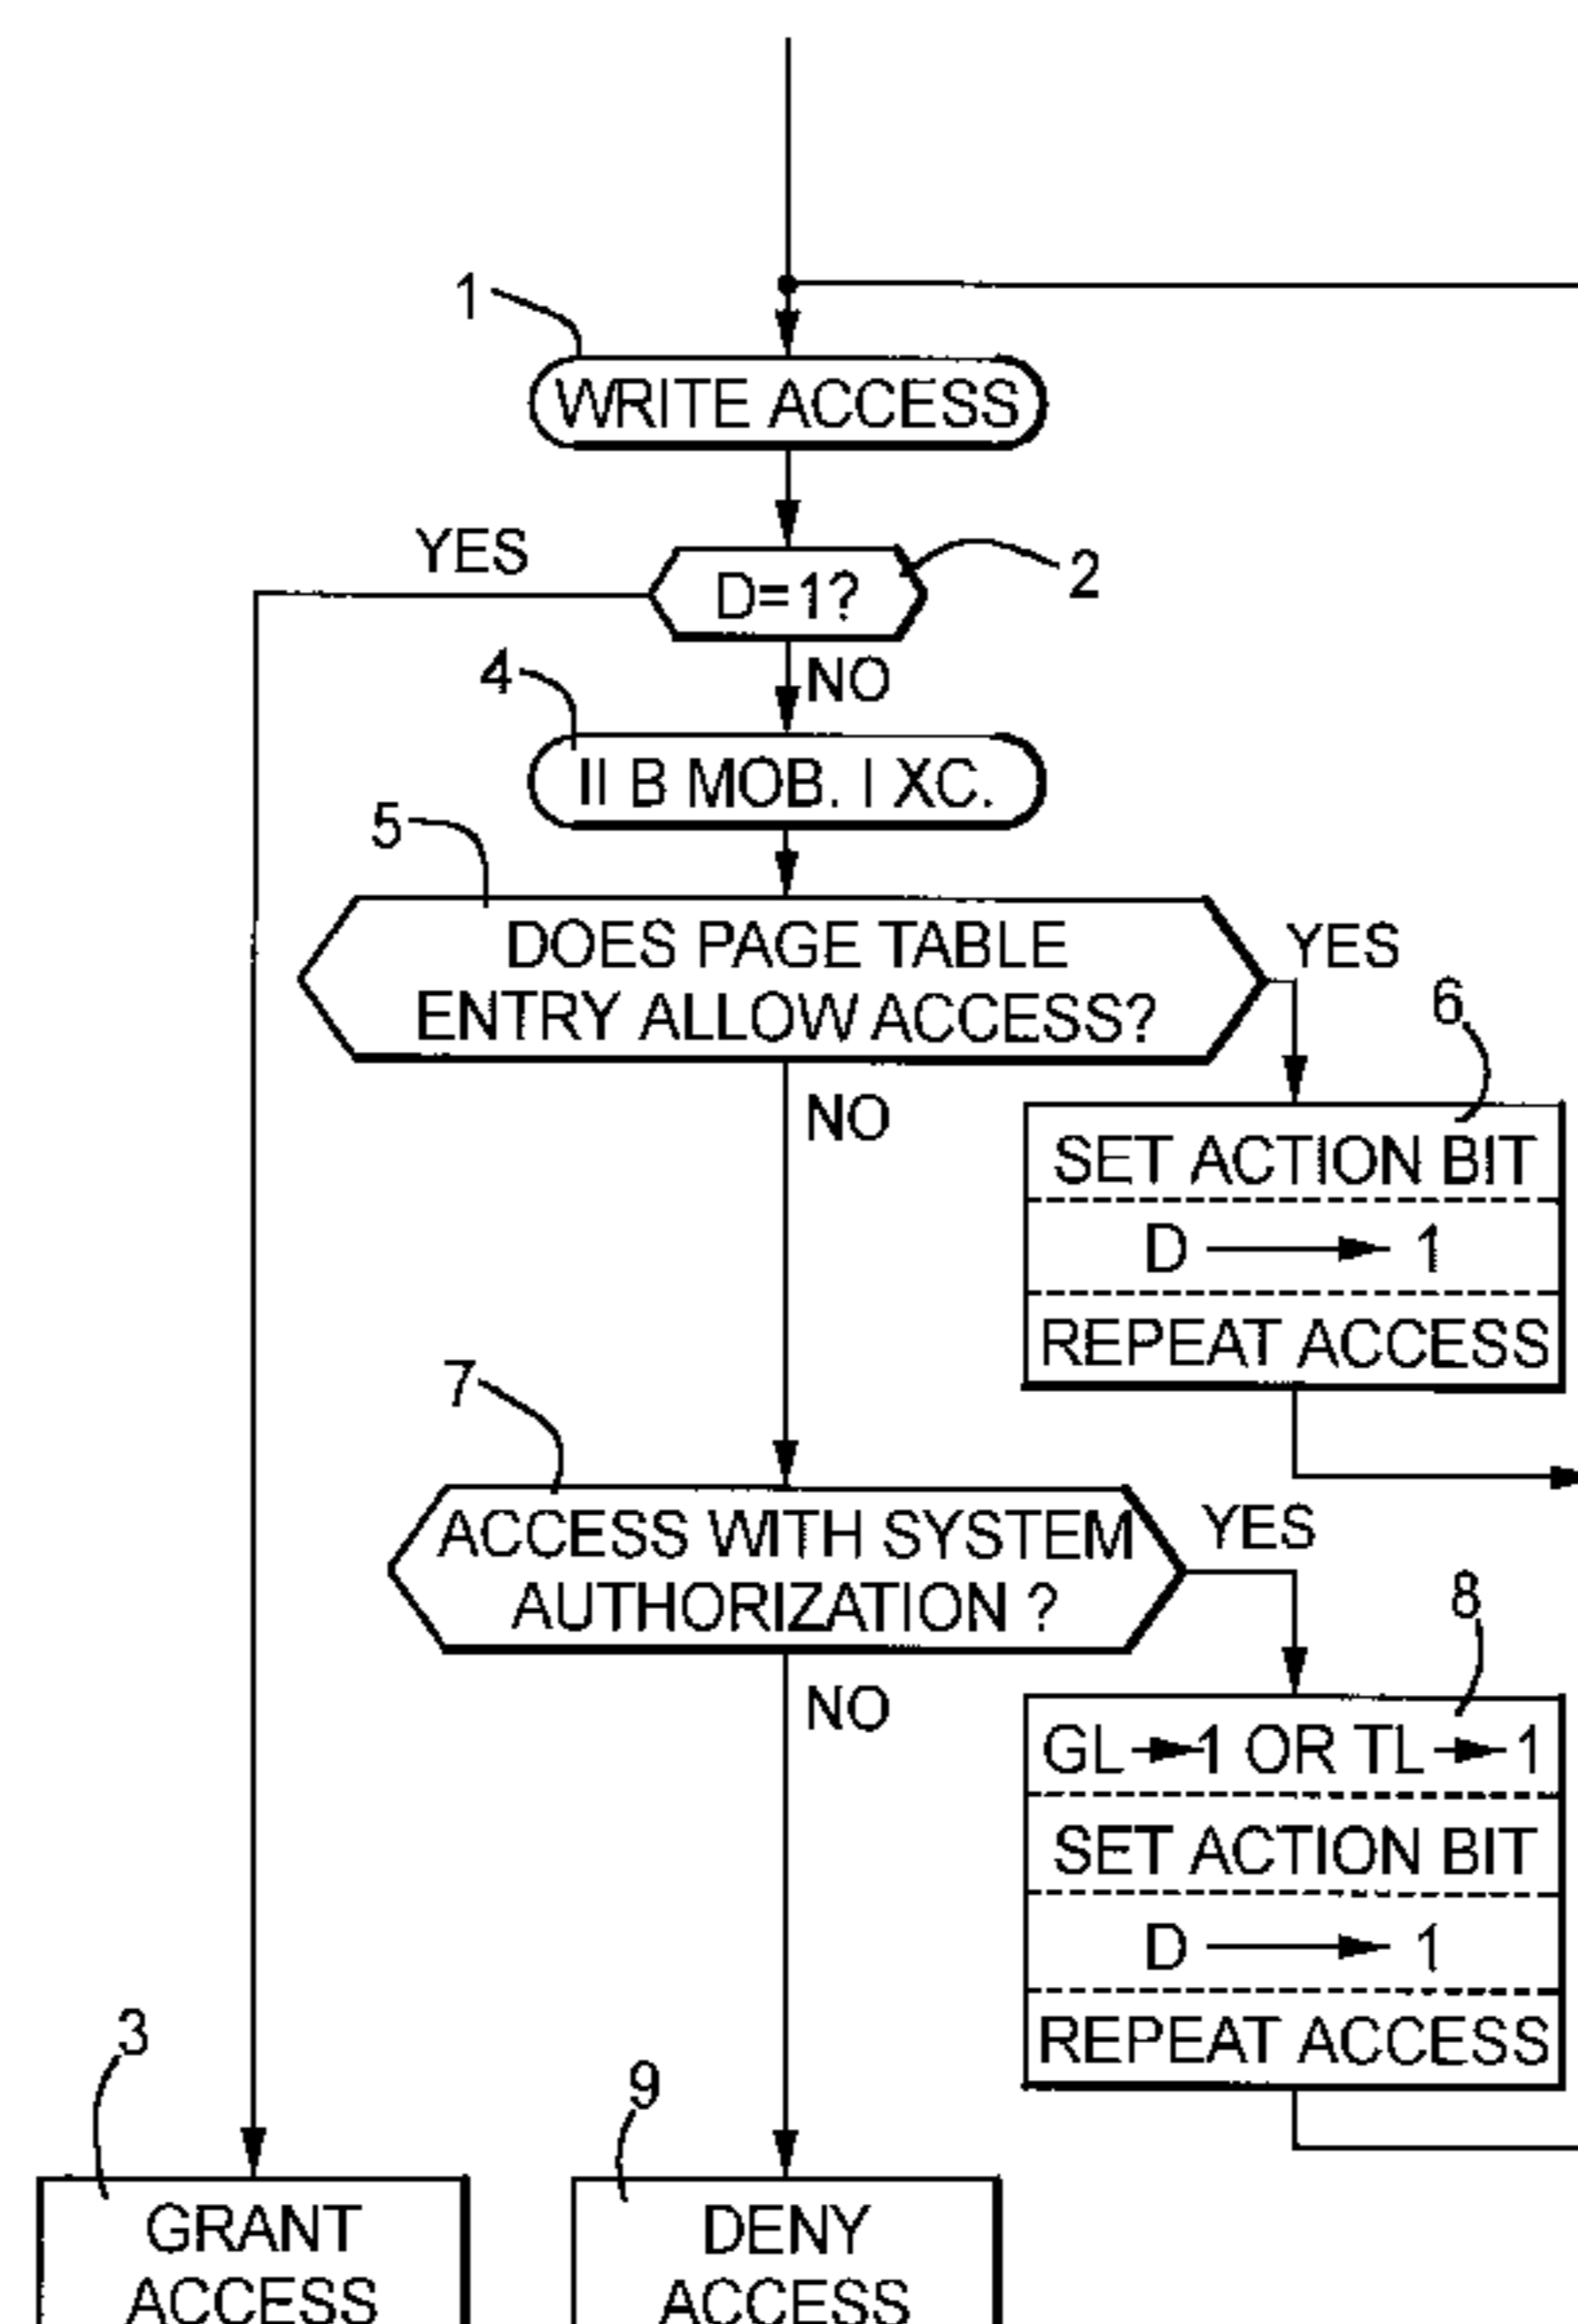 1
WRITE ACCESS
YES
D=1?
2
NO
4
II B MOB. I XC.
5
DOES PAGE TABLE
ENTRY ALLOW ACCESS?
YES
6
NO
SET ACTION BIT
D → 1
REPEAT ACCESS
7
ACCESS WITH SYSTEM
AUTHORIZATION ?
YES
8
NO
GL → 1 OR TL → 1
SET ACTION BIT
D → 1
REPEAT ACCESS
3
9
GRANT
ACCESS
DENY
ACCESS